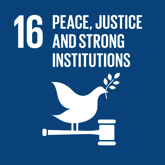 16 PEACE, JUSTICE
AND STRONG
INSTITUTIONS